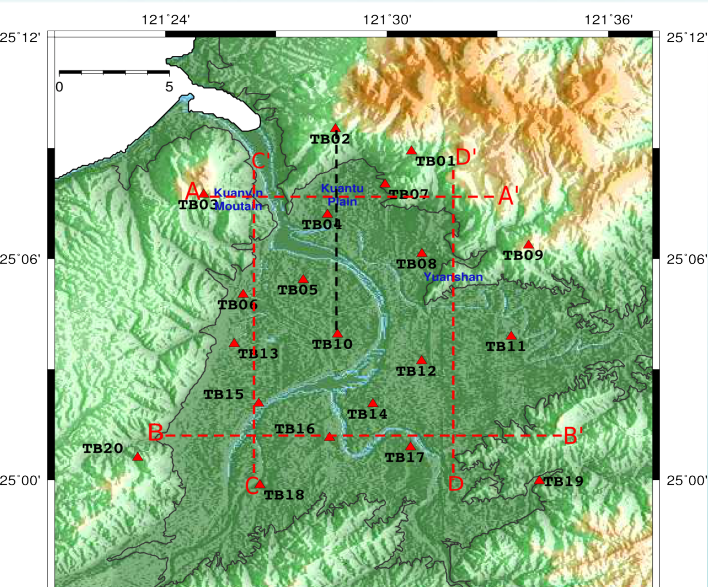 121°24' 121°30' 121°36'
25°12' 25°12'
0 5
TB02
C'
TB01
D'
A
Kuanyin
Moutain
Kuantu
Plain
TB07
A'
TB03
TB04
TB09
25°06' 25°06'
TB08
Yuanshan
TB05
TB06
TB10
TB11
TB13
TB12
TB15
TB14
B
TB16
B'
TB20
TB17
25°00' 25°00'
C
TB18
D
TB19